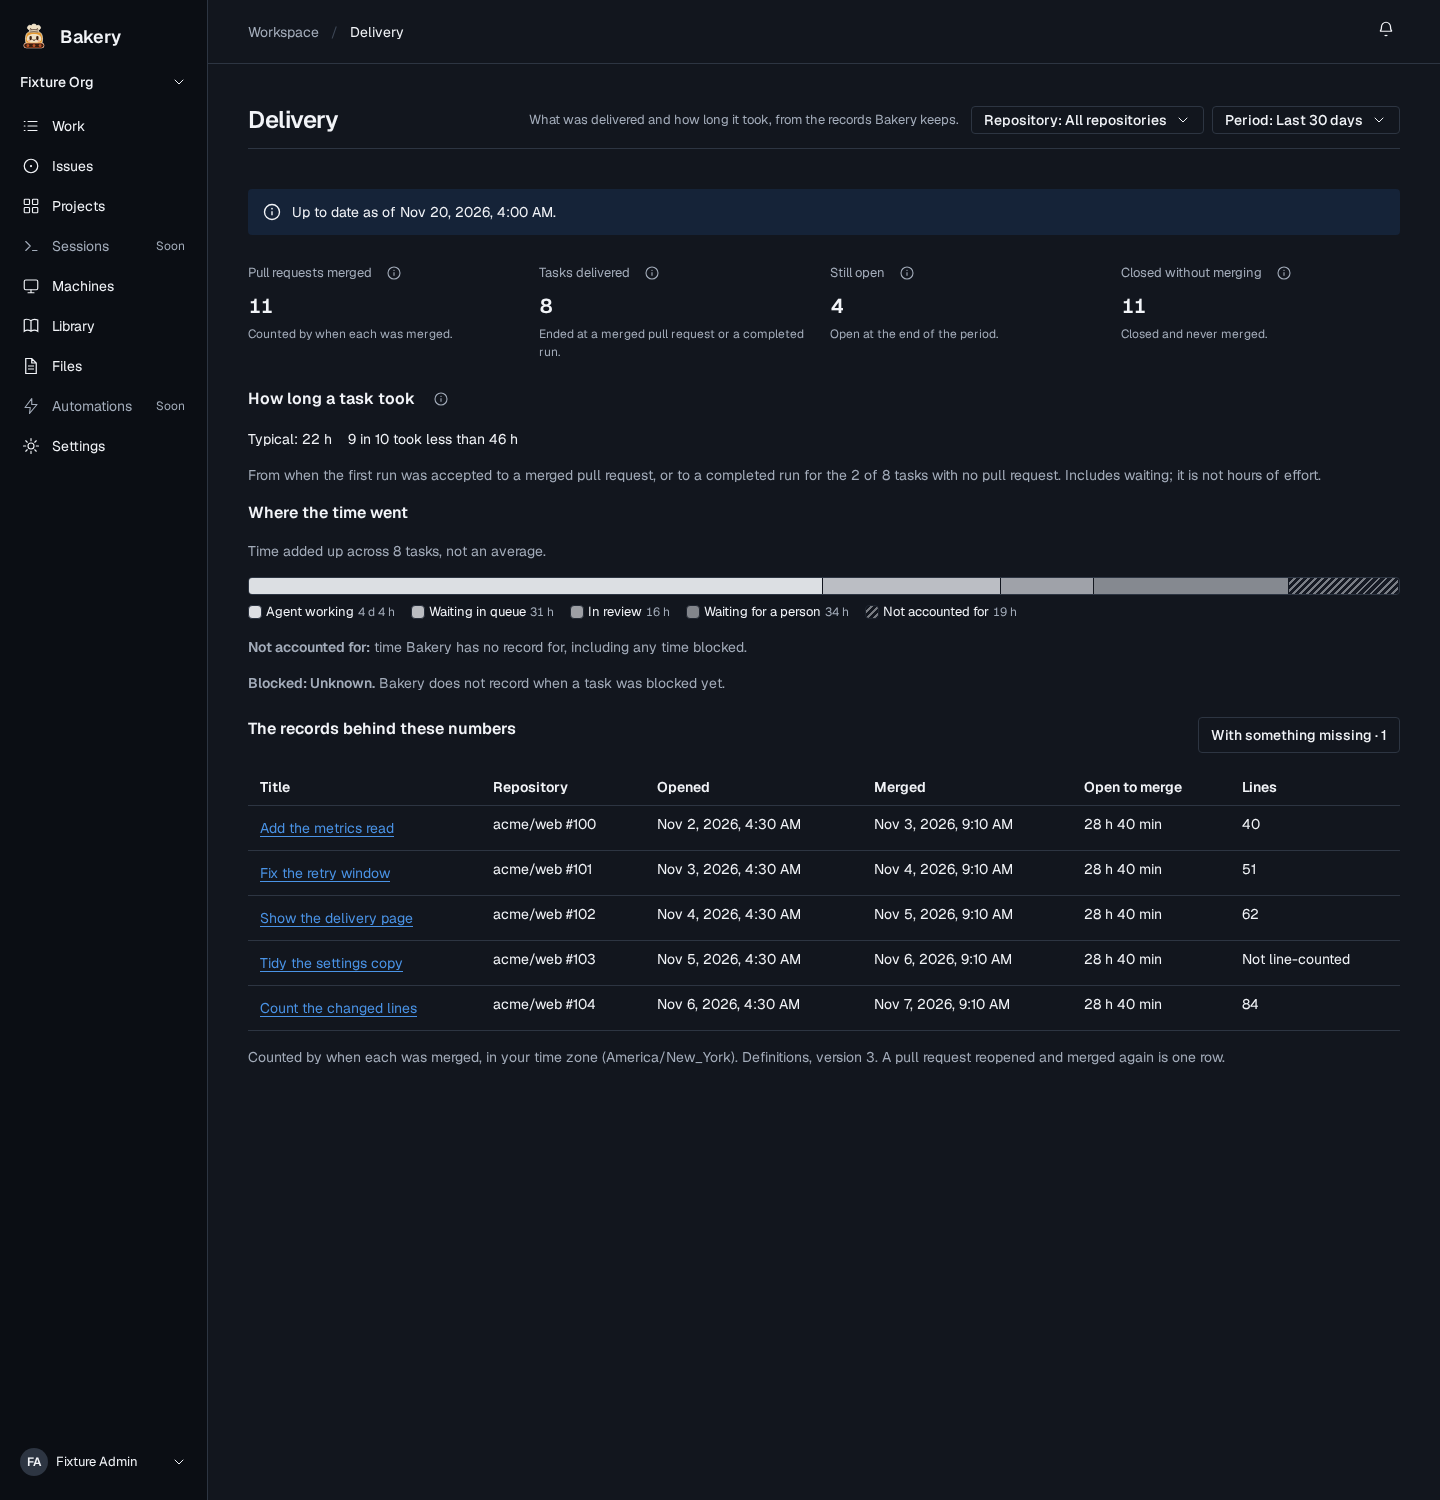 Bakery
Fixture Org
Work
Issues
Projects
Sessions Soon
Machines
Library
Files
Automations Soon
Settings
FA Fixture Admin
Workspace / Delivery
Delivery
What was delivered and how long it took, from the records Bakery keeps.
Repository: All repositories
Period: Last 30 days
Up to date as of Nov 20, 2026, 4:00 AM.
Pull requests merged
11
Counted by when each was merged.
Tasks delivered
8
Ended at a merged pull request or a completed
run.
Still open
4
Open at the end of the period.
Closed without merging
11
Closed and never merged.
How long a task took
Typical: 22 h 9 in 10 took less than 46 h
From when the first run was accepted to a merged pull request, or to a completed run for the 2 of 8 tasks with no pull request. Includes waiting; it is not hours of effort.
Where the time went
Time added up across 8 tasks, not an average.
Agent working 4 d 4 h Waiting in queue 31 h In review 16 h Waiting for a person 34 h Not accounted for 19 h
Not accounted for: time Bakery has no record for, including any time blocked.
Blocked: Unknown. Bakery does not record when a task was blocked yet.
The records behind these numbers
With something missing · 1
Title Repository Opened Merged Open to merge Lines
Add the metrics read acme/web #100 Nov 2, 2026, 4:30 AM Nov 3, 2026, 9:10 AM 28 h 40 min 40
Fix the retry window acme/web #101 Nov 3, 2026, 4:30 AM Nov 4, 2026, 9:10 AM 28 h 40 min 51
Show the delivery page acme/web #102 Nov 4, 2026, 4:30 AM Nov 5, 2026, 9:10 AM 28 h 40 min 62
Tidy the settings copy acme/web #103 Nov 5, 2026, 4:30 AM Nov 6, 2026, 9:10 AM 28 h 40 min Not line-counted
Count the changed lines acme/web #104 Nov 6, 2026, 4:30 AM Nov 7, 2026, 9:10 AM 28 h 40 min 84
Counted by when each was merged, in your time zone (America/New_York). Definitions, version 3. A pull request reopened and merged again is one row.